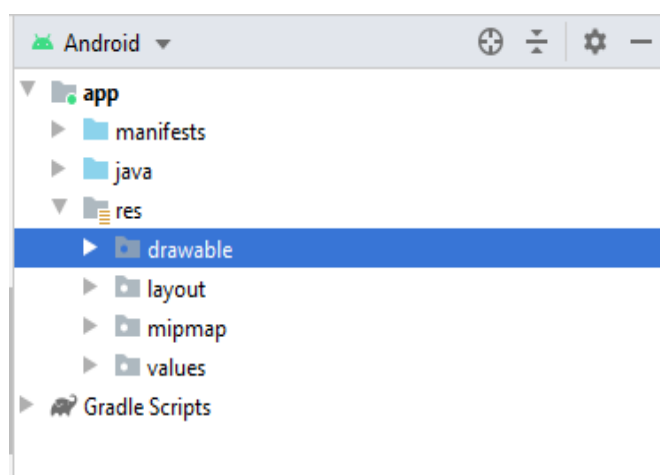 Android
app
manifests
java
res
drawable
layout
mipmap
values
Gradle Scripts